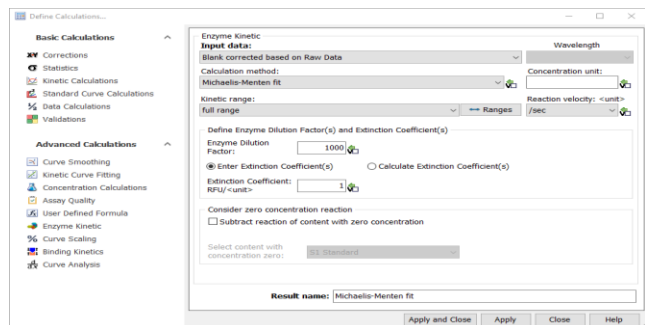 Define Calculations...
Basic Calculations
Corrections
Statistics
Kinetic Calculations
Standard Curve Calculations
Data Calculations
Validations
Advanced Calculations
Curve Smoothing
Kinetic Curve Fitting
Concentration Calculations
Assay Quality
User Defined Formula
Enzyme Kinetic
Curve Scaling
Binding Kinetics
Curve Analysis
Enzyme Kinetic
Input data: Wavelength
Blank corrected based on Raw Data
Calculation method: Concentration unit:
Michaelis-Menten fit
Kinetic range: Reaction velocity: <unit>
full range Ranges /sec
Define Enzyme Dilution Factor(s) and Extinction Coefficient(s)
Enzyme Dilution
Factor: 1000
Enter Extinction Coefficient(s) Calculate Extinction Coefficient(s)
Extinction Coefficient:
RFU/<unit> 1
Consider zero concentration reaction
Subtract reaction of content with zero concentration
Select content with
concentration zero: S1 Standard
Result name: Michaelis-Menten fit
Apply and Close Apply Close Help